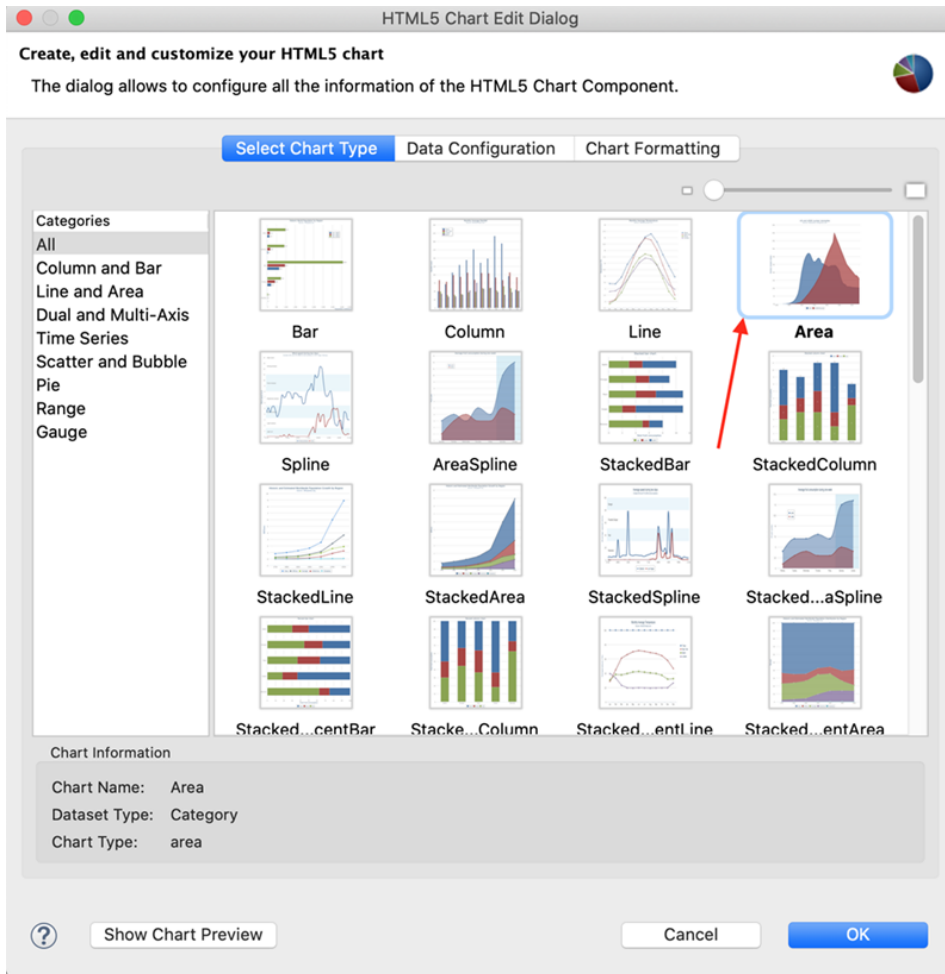 HTML5 Chart Edit Dialog
Create, edit and customize your HTML5 chart
The dialog allows to configure all the information of the HTML5 Chart Component.
Select Chart Type Data Configuration Chart Formatting
Categories
All
Column and Bar
Line and Area
Dual and Multi-Axis
Time Series
Scatter and Bubble
Pie
Range
Gauge
Bar Column Line Area
Spline AreaSpline StackedBar StackedColumn
StackedLine StackedArea StackedSpline Stacked...aSpline
Stacked...centBar Stacke...Column Stacked...entLine Stacked...entArea
Chart Information
Chart Name: Area
Dataset Type: Category
Chart Type: area
? Show Chart Preview Cancel OK